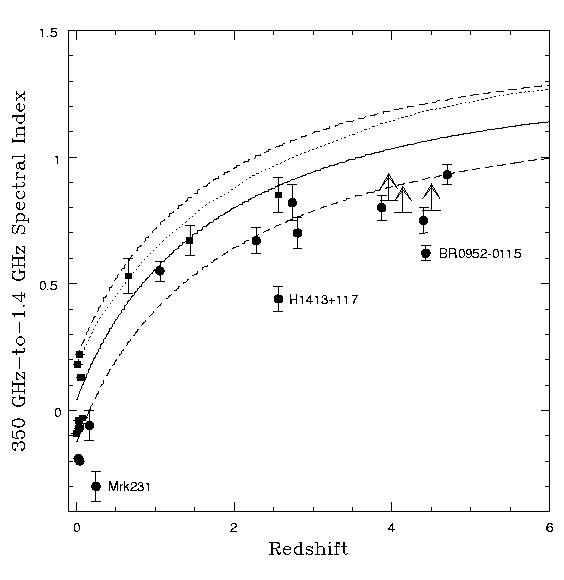 1.5
1
0.5
0
350 GHz-to-1.4 GHz Spectral Index
BR0952-0115
H1413+117
Mrk231
0 2 4 6
Redshift